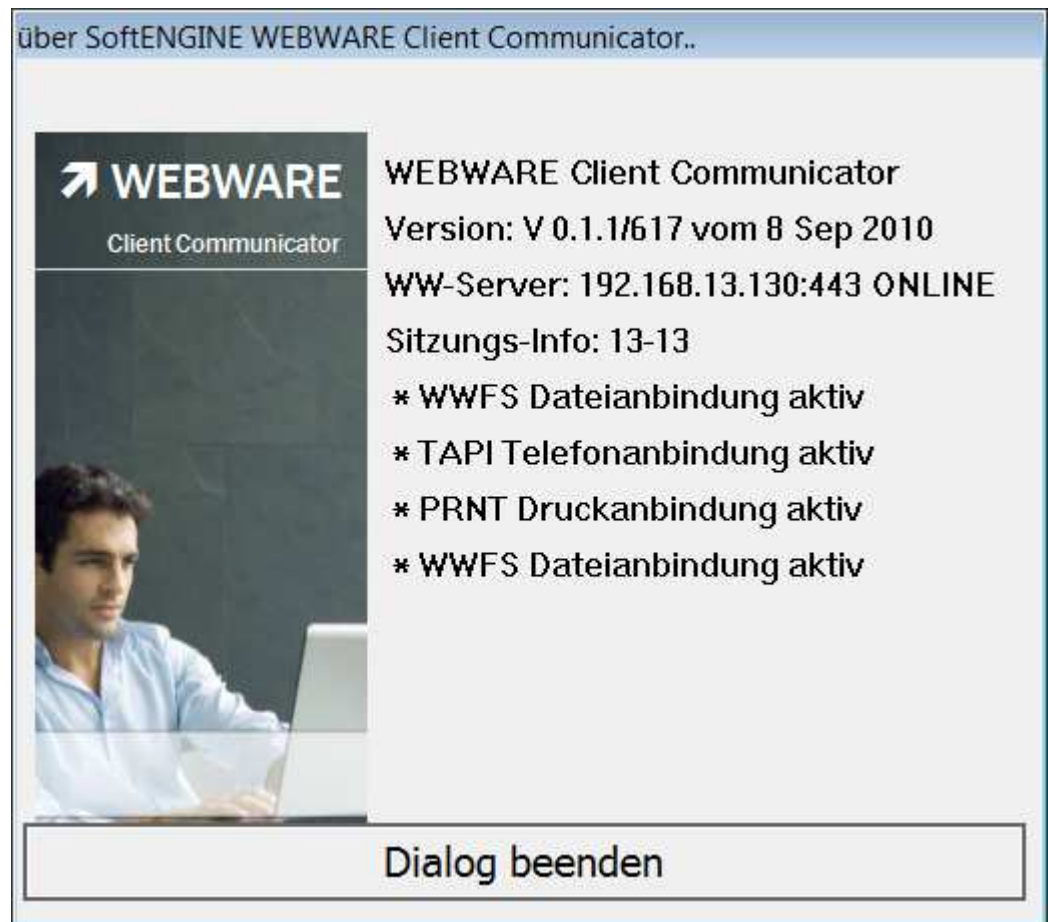 über SoftENGINE WEBWARE Client Communicator..
WEBWARE
Client Communicator
WEBWARE Client Communicator
Version: V 0.1.1/617 vom 8 Sep 2010
WW-Server: 192.168.13.130:443 ONLINE
Sitzungs-Info: 13-13
* WWFS Dateianbindung aktiv
* TAPI Telefonanbindung aktiv
* PRNT Druckanbindung aktiv
* WWFS Dateianbindung aktiv
Dialog beenden